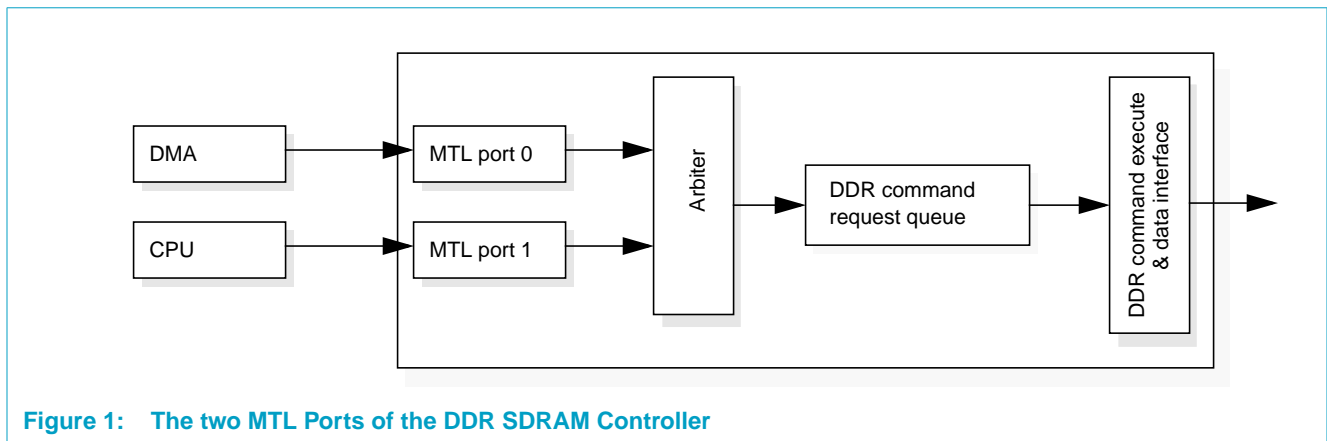 DMA
MTL port 0
CPU
MTL port 1
Arbiter
DDR command
request queue
DDR command execute
& data interface
Figure 1: The two MTL Ports of the DDR SDRAM Controller